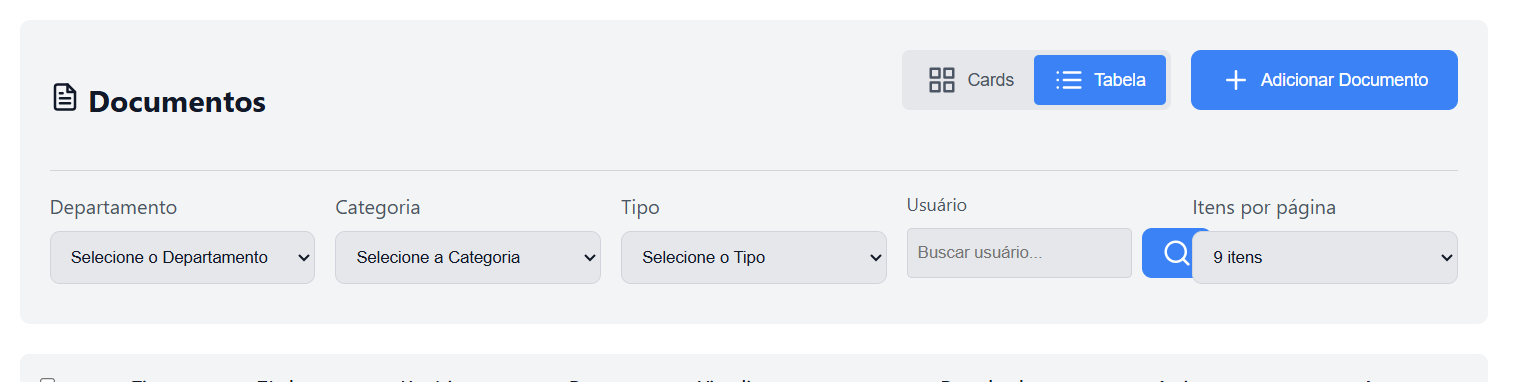 Documentos
Cards
Tabela
Adicionar Documento
Departamento
Categoria
Tipo
Usuário
Itens por página
Selecione o Departamento
Selecione a Categoria
Selecione o Tipo
Buscar usuário...
9 itens